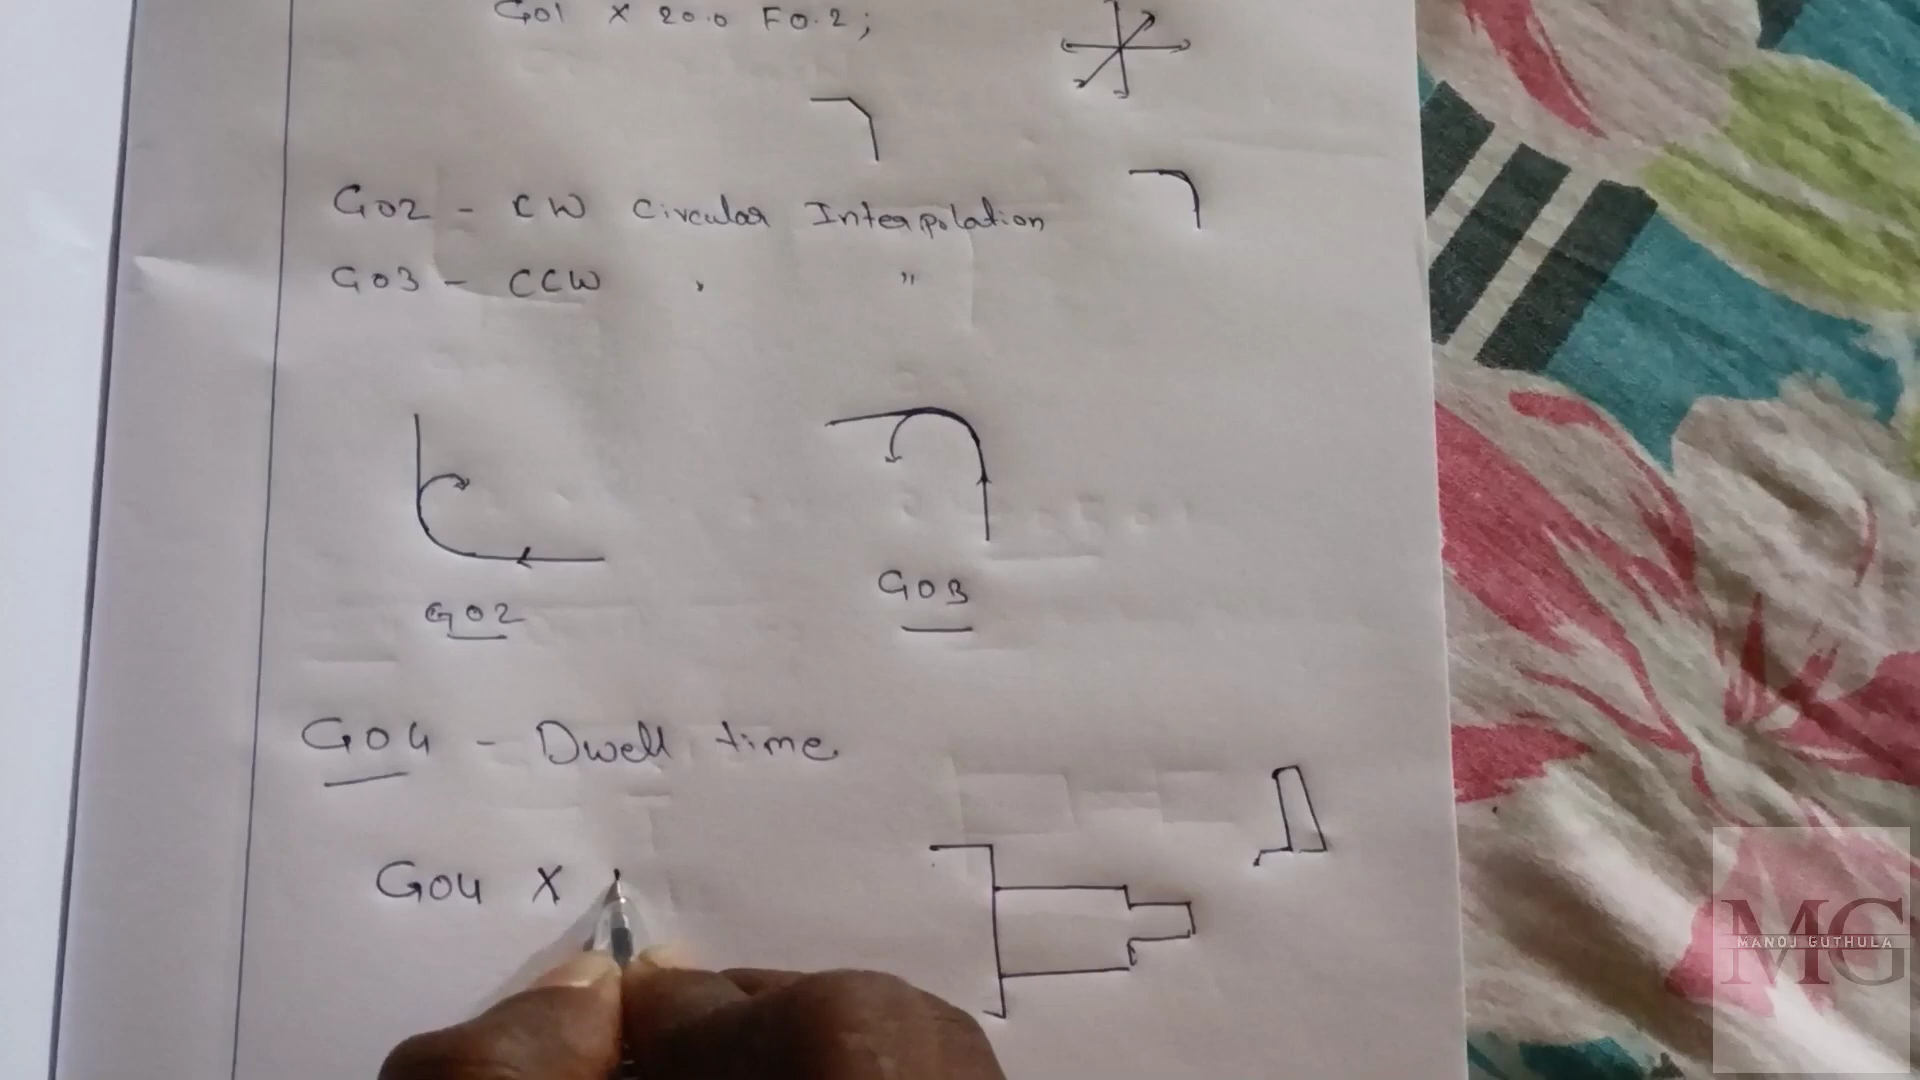 G01 X 20.0 F0.2;
G02 - CW Circular Interpolation
G03 - CCW " "
G02
G03
G04 - Dwell time
G04 X
MG
MANOJ GUTHULA